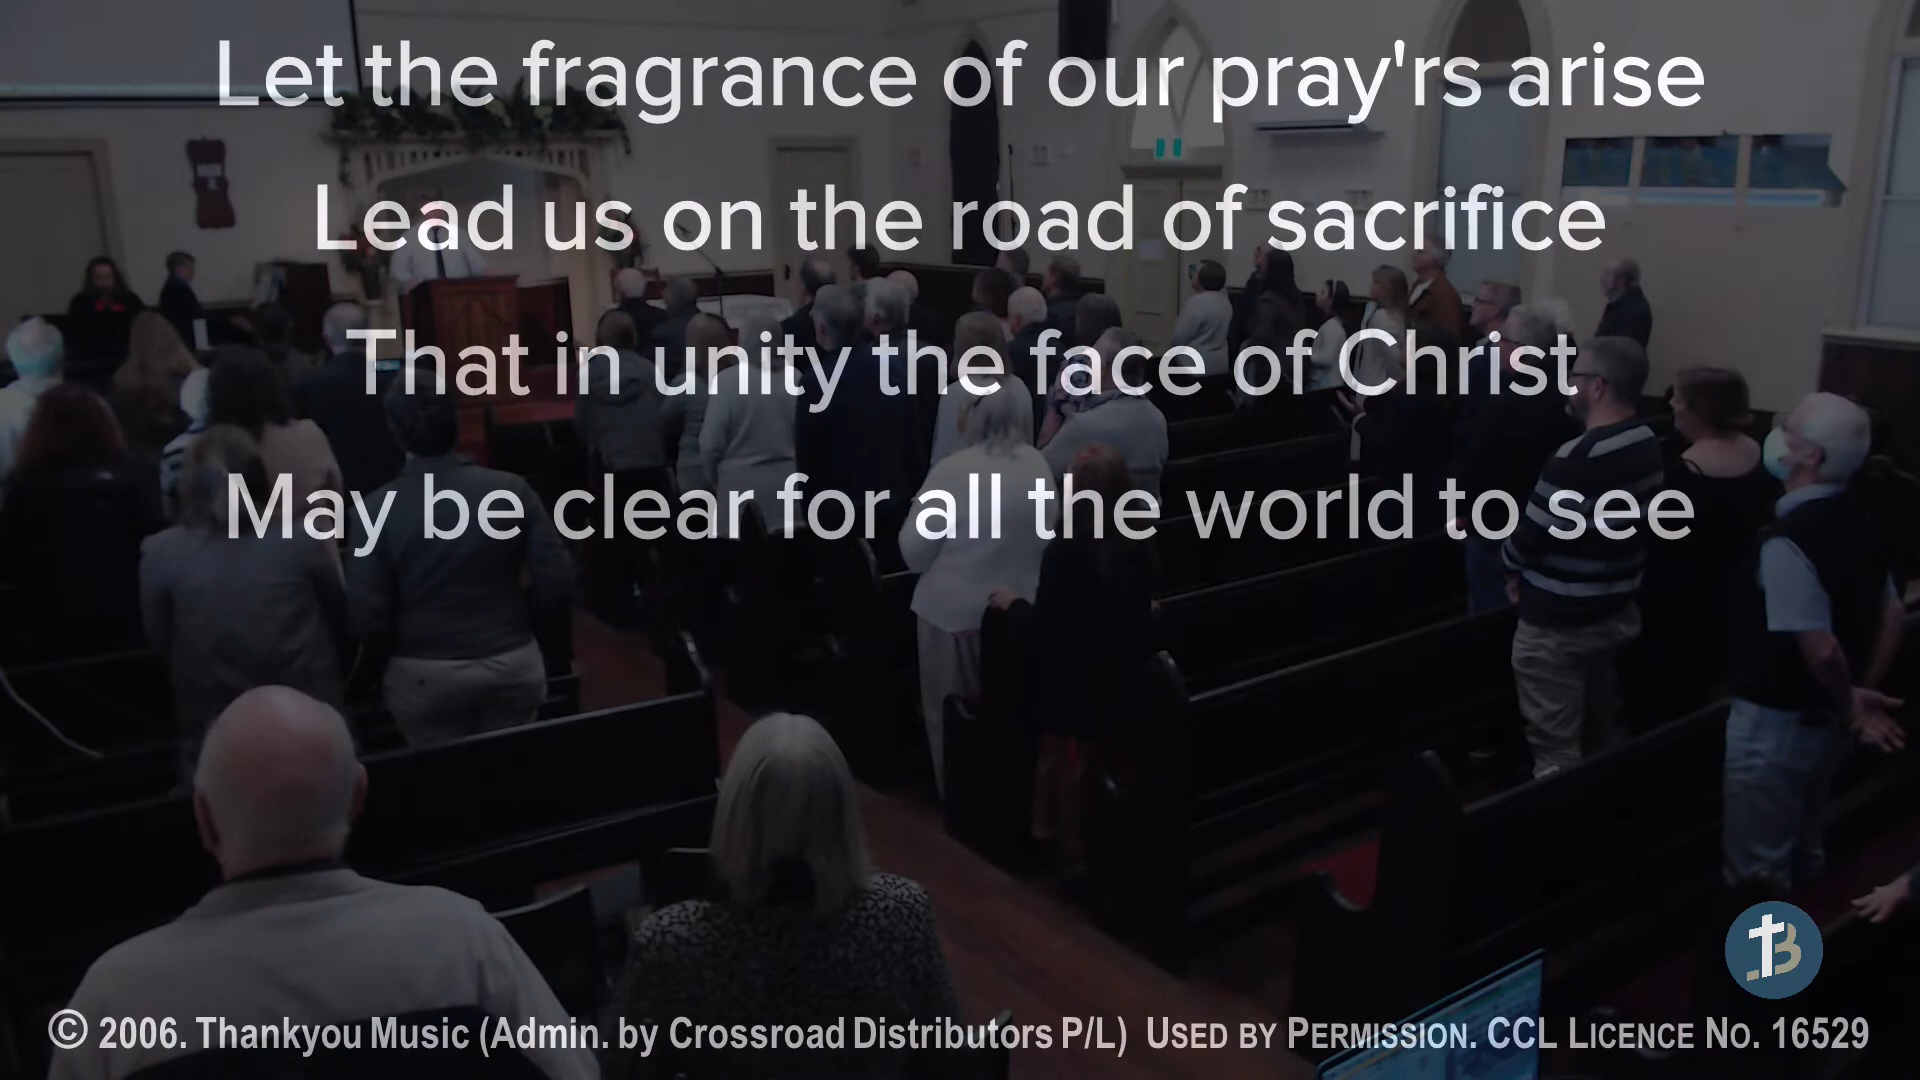 Let the fragrance of our pray'rs arise
Lead us on the road of sacrifice
That in unity the face of Christ
May be clear for all the world to see
© 2006. Thankyou Music (Admin. by Crossroad Distributors P/L) USED BY PERMISSION. CCL LICENCE NO. 16529